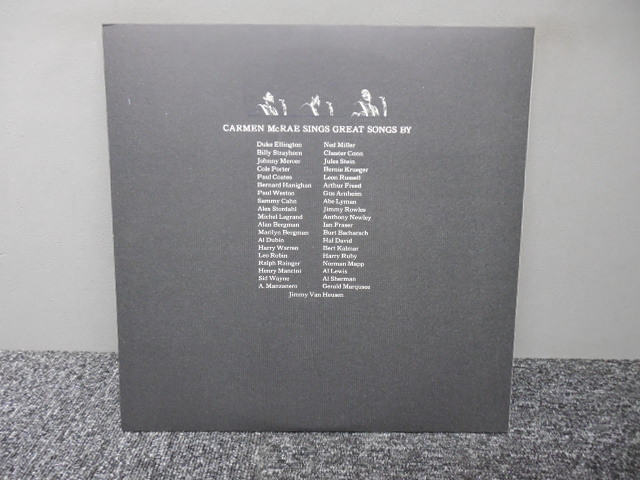 CARMEN McRAE SINGS GREAT SONGS BY
Duke Ellington
Billy Strayhorn
Johnny Mercer
Cole Porter
Paul Coates
Bernard Hanighan
Paul Weston
Sammy Cahn
Alex Stordahl
Michel Lagrand
Alan Bergman
Marilyn Bergman
Al Dubin
Harry Warren
Leo Robin
Ralph Rainger
Henry Mancini
Sid Wayne
A. Manzanero
Ned Miller
Chester Conn
Jules Stein
Bernie Krueger
Leon Russell
Arthur Freed
Gus Arnheim
Abe Lyman
Jimmy Rowles
Anthony Newley
Ian Fraser
Burt Bacharach
Hal David
Bert Kalmar
Harry Ruby
Norman Mapp
Al Lewis
Al Sherman
Gerald Marqusee
Jimmy Van Heusen